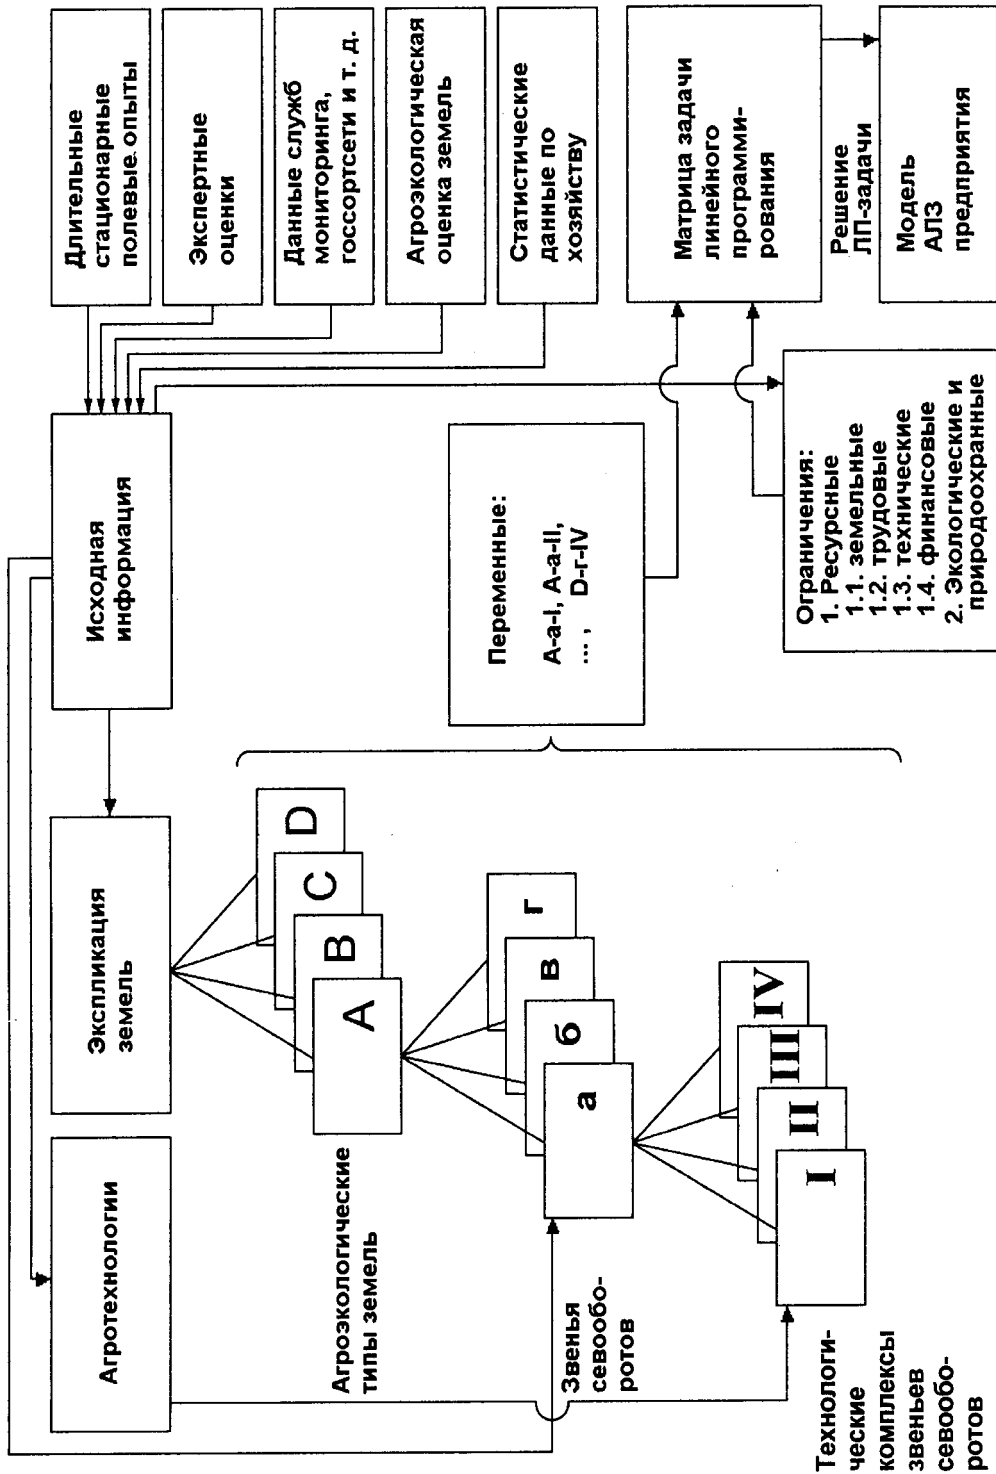 Длительные
стационарные
полевые опыты
Экспертные
оценки
Данные служб
мониторинга,
госсортсети и т. д.
Агроэкологическая
оценка земель
Статистические
данные по
хозяйству
Исходная
информация
Агротехнологии
Экспликация
земель
Агроэкологические
типы земель
A
B
C
D
Звенья
севообо-
ротов
а
б
в
г
Технологи-
ческие
комплексы
звеньев
севообо-
ротов
I
II
III
IV
Переменные:
А-а-I, А-а-II,
... , D-г-IV
Ограничения:
1. Ресурсные
1.1. земельные
1.2. трудовые
1.3. технические
1.4. финансовые
2. Экологические и
природоохранные
Матрица задачи
линейного
программи-
рования
Решение
ЛП-задачи
Модель
АЛЗ
предприятия